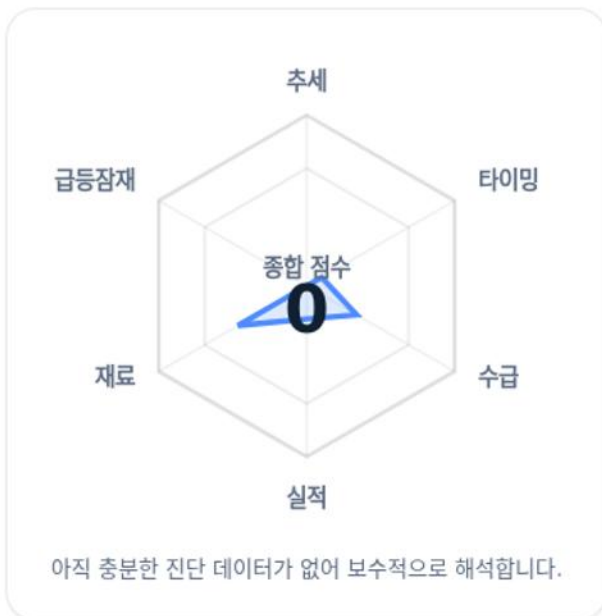 추세
급등잠재
타이밍
종합 점수
0
재료
수급
실적
아직 충분한 진단 데이터가 없어 보수적으로 해석합니다.